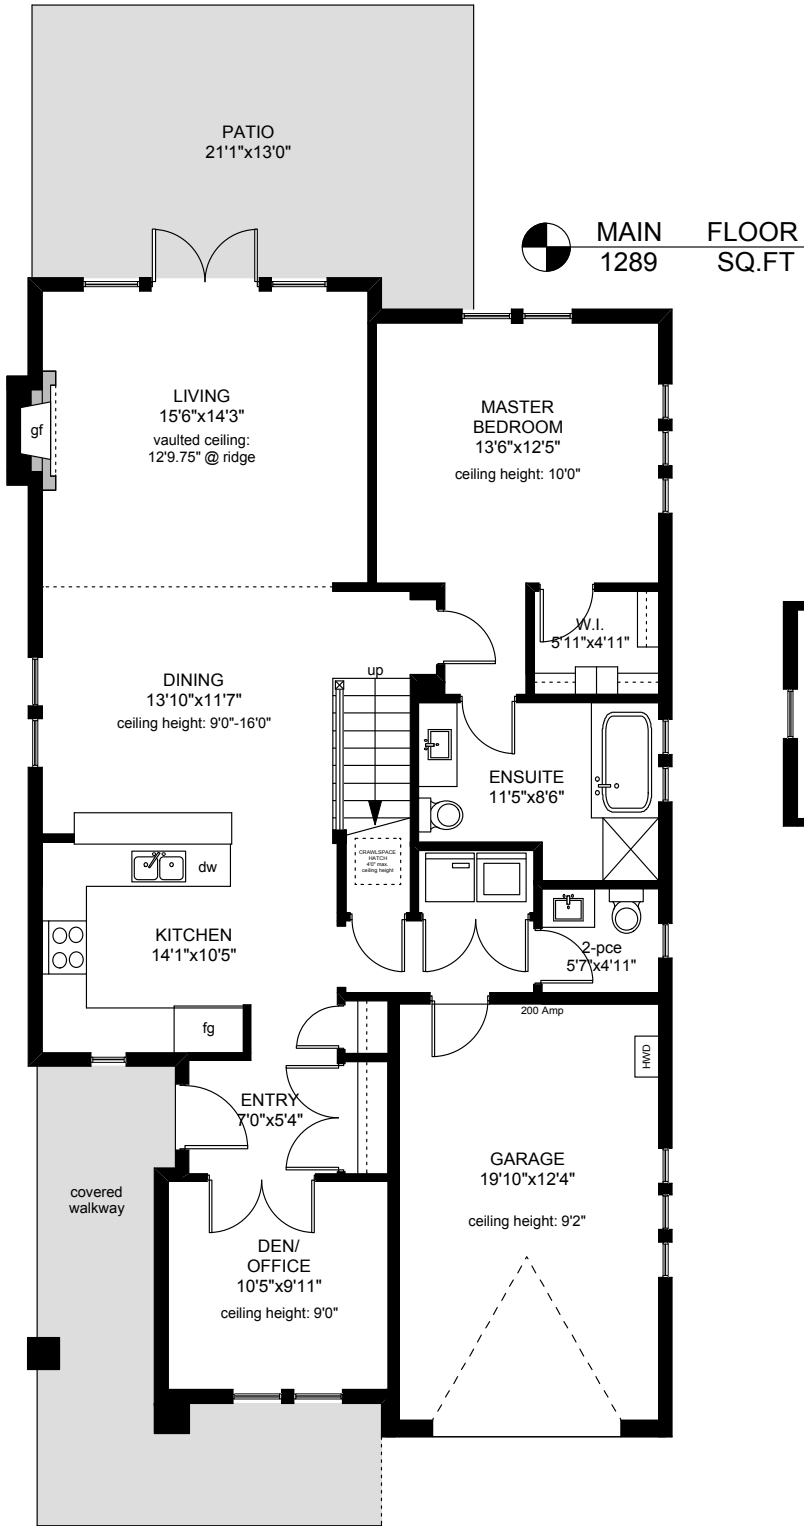 PATIO
21'1"x13'0"
MAIN FLOOR
1289 SQ.FT
LIVING
15'6"x14'3"
vaulted ceiling:
12'9.75" @ ridge
gf
MASTER
BEDROOM
13'6"x12'5"
ceiling height: 10'0"
W.I.
5'11"x4'11"
DINING
13'10"x11'7"
ceiling height: 9'0"-16'0"
up
ENSUITE
11'5"x8'6"
CRAWLSPACE
HATCH
4'0" max.
ceiling height
dw
KITCHEN
14'1"x10'5"
2-pce
5'7"x4'11"
fg
200 Amp
HWD
ENTRY
7'0"x5'4"
GARAGE
19'10"x12'4"
ceiling height: 9'2"
covered
walkway
DEN/
OFFICE
10'5"x9'11"
ceiling height: 9'0"